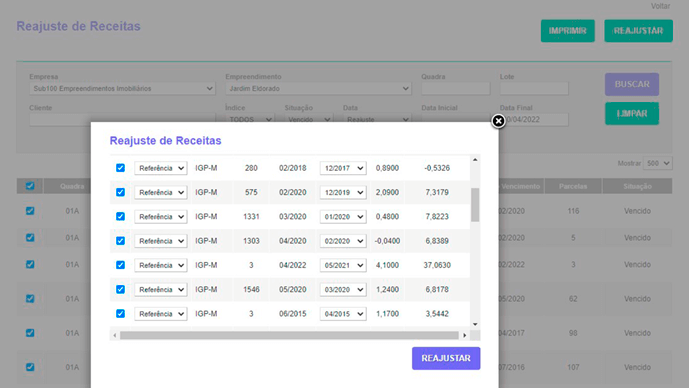 Voltar
Reajuste de Receitas
IMPRIMIR REAJUSTAR
Empresa Empreendimento Quadra Lote
Sub100 Empreendimentos Imobiliários Jardim Eldorado BUSCAR
Cliente Índice Situação Data Data Inicial Data Final
TODOS Vencido Reajuste 0/04/2022 LIMPAR
Reajuste de Receitas
Mostrar 500
Referência IGP-M 280 02/2018 12/2017 0,8900 -0,5326
Quadra Vencimento Parcelas Situação
Referência IGP-M 575 02/2020 12/2019 2,0900 7,3179
01A 02/2020 116 Vencido
Referência IGP-M 1331 03/2020 01/2020 0,4800 7,8223
01A 02/2020 5 Vencido
Referência IGP-M 1303 04/2020 02/2020 -0,0400 6,8389
01A 02/2022 3 Vencido
Referência IGP-M 3 04/2022 05/2021 4,1000 37,0630
Referência IGP-M 1546 05/2020 03/2020 1,2400 6,8178
01A 05/2020 62 Vencido
Referência IGP-M 3 06/2015 04/2015 1,1700 3,5442
01A 04/2017 98 Vencido
REAJUSTAR
01A 07/2016 107 Vencido